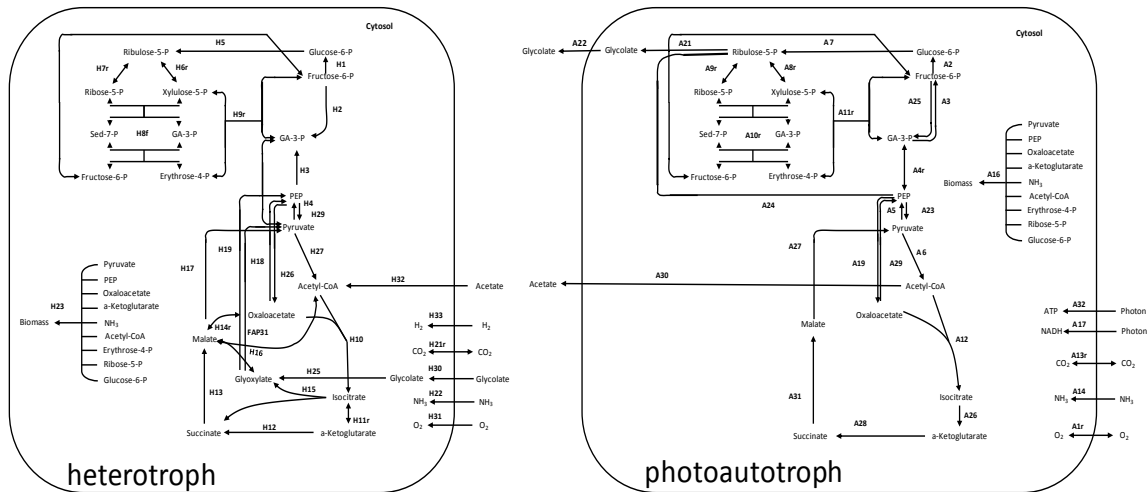 Cytosol
H5
Ribulose-5-P
Glucose-6-P
H7r
H6r
H1
Fructose-6-P
Ribose-5-P
Xylulose-5-P
H2
H9r
Sed-7-P
H8f
GA-3-P
GA-3-P
H3
Fructose-6-P
Erythrose-4-P
PEP
H4
H29
Pyruvate
H19
H18
H27
H17
H26
Acetyl-CoA
H32
Acetate
Pyruvate
PEP
Oxaloacetate
a-Ketoglutarate
H23
Biomass
NH3
Acetyl-CoA
Erythrose-4-P
Ribose-5-P
Glucose-6-P
Oxaloacetate
H14r
FAP31
Malate
H16
H10
H33
H2
H2
H21r
CO2
CO2
Glyoxylate
H25
Glycolate
H30
Glycolate
H13
H15
Isocitrate
H22
NH3
NH3
H11r
H31
O2
O2
Succinate
H12
a-Ketoglutarate
heterotroph
Cytosol
Glycolate
A22
Glycolate
A21
Ribulose-5-P
A7
Glucose-6-P
A9r
A8r
A2
Fructose-6-P
Ribose-5-P
Xylulose-5-P
A25
A3
A11r
Sed-7-P
A10r
GA-3-P
GA-3-P
A4r
Fructose-6-P
Erythrose-4-P
A24
PEP
A5
A23
Pyruvate
A27
A19
A29
A6
Acetate
A30
Acetyl-CoA
Oxaloacetate
Malate
A12
Pyruvate
PEP
Oxaloacetate
a-Ketoglutarate
A16
Biomass
NH3
Acetyl-CoA
Erythrose-4-P
Ribose-5-P
Glucose-6-P
A32
ATP
Photon
A17
NADH
Photon
A13r
CO2
CO2
A14
NH3
NH3
A1r
O2
O2
A31
Isocitrate
A26
Succinate
A28
a-Ketoglutarate
photoautotroph